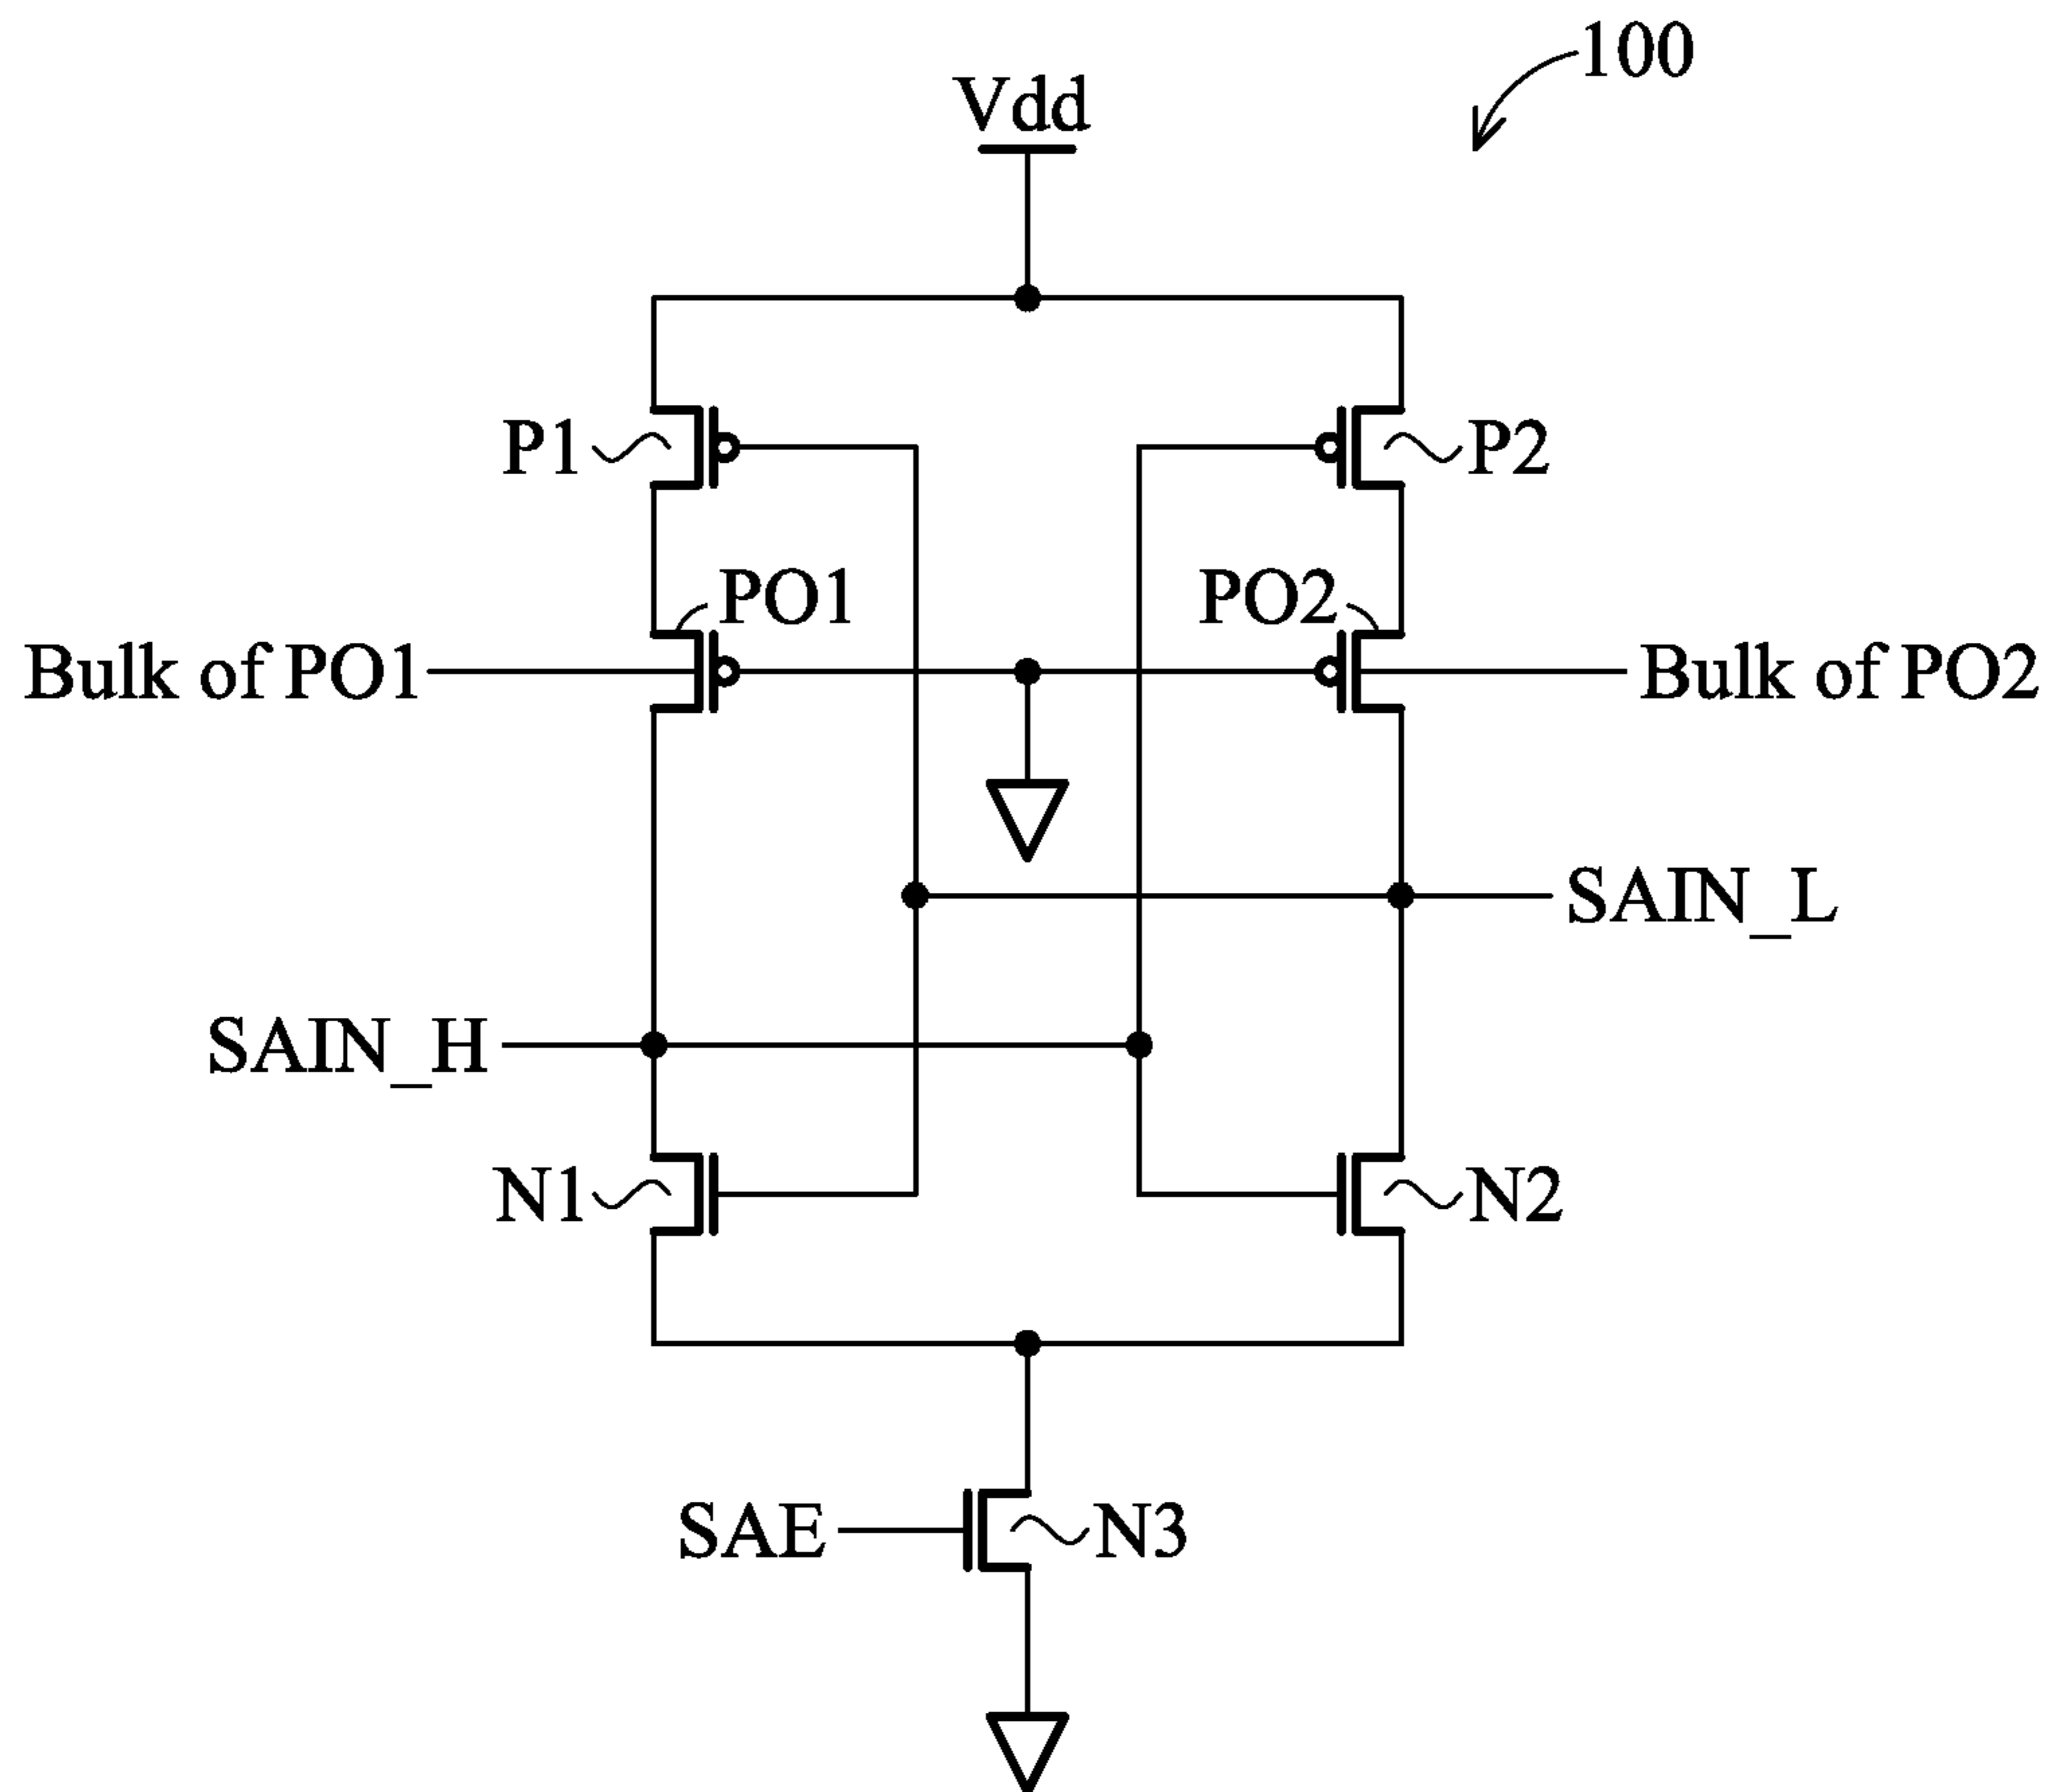 100
Vdd
P1
P2
PO1
PO2
Bulk of PO1
Bulk of PO2
SAIN_L
SAIN_H
N1
N2
SAE
N3